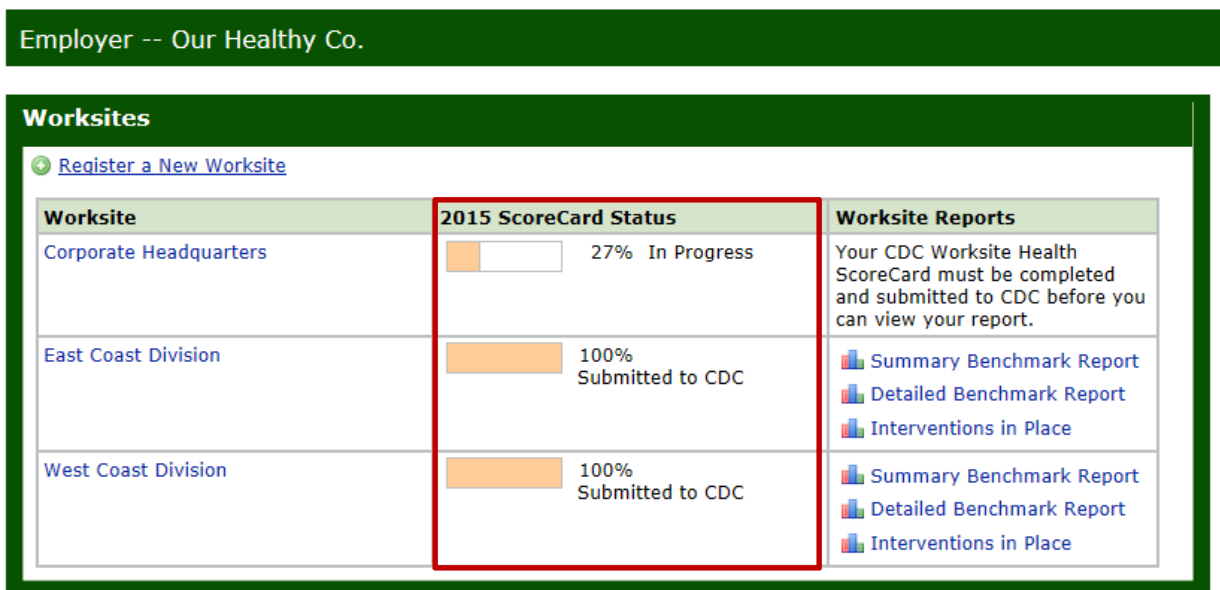 Employer -- Our Healthy Co.
Worksites
Register a New Worksite
Worksite
2015 ScoreCard Status
Worksite Reports
Corporate Headquarters
27% In Progress
Your CDC Worksite Health
ScoreCard must be completed
and submitted to CDC before you
can view your report.
East Coast Division
100%
Submitted to CDC
Summary Benchmark Report
Detailed Benchmark Report
Interventions in Place
West Coast Division
100%
Submitted to CDC
Summary Benchmark Report
Detailed Benchmark Report
Interventions in Place